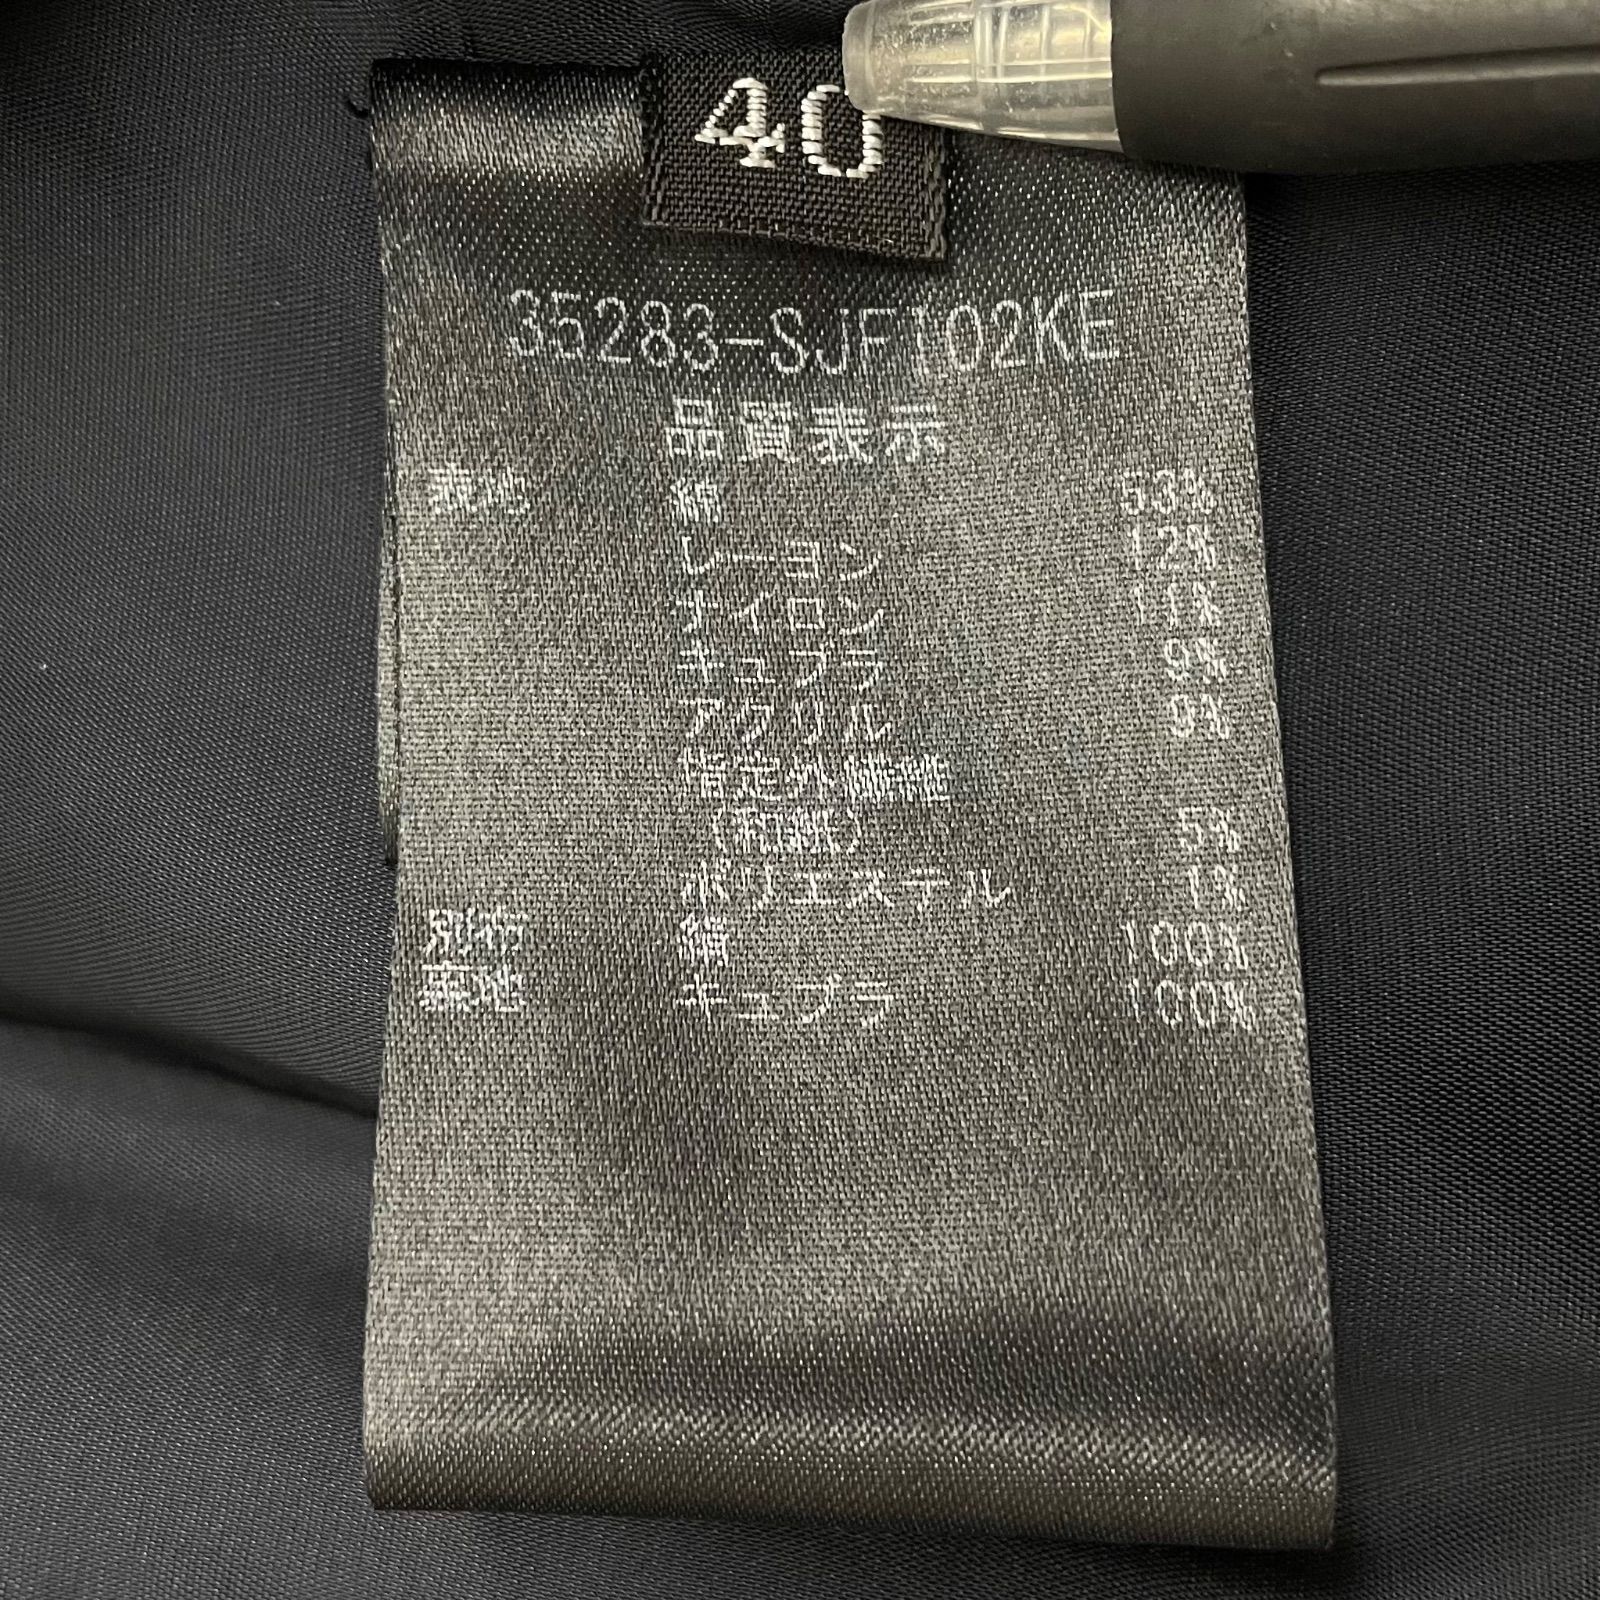 40
35283-SJFT02KE
品質表示
表地 綿 53%
レーヨン 12%
ナイロン 11%
キュプラ 9%
アクリル 9%
指定外繊維
(和紙) 5%
ポリエステル 1%
別布 絹 100%
裏地 キュプラ 100%